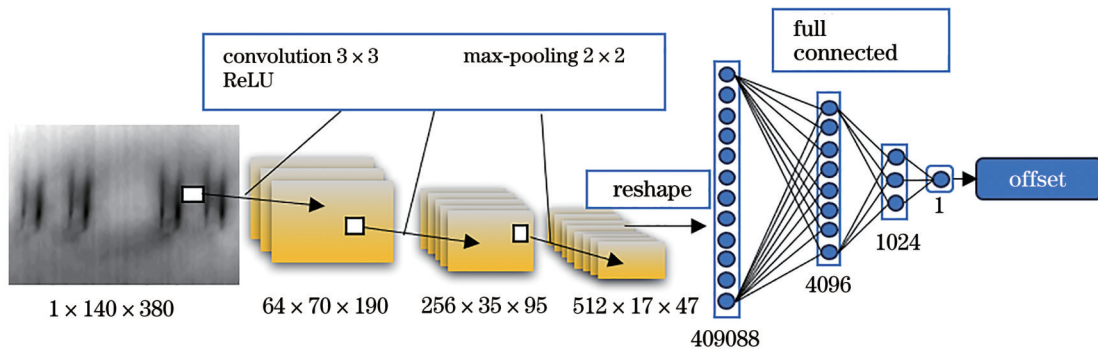 convolution 3 × 3
ReLU
max-pooling 2 × 2
full
connected
reshape
offset
1 × 140 × 380
64 × 70 × 190
256 × 35 × 95
512 × 17 × 47
409088
4096
1024
1